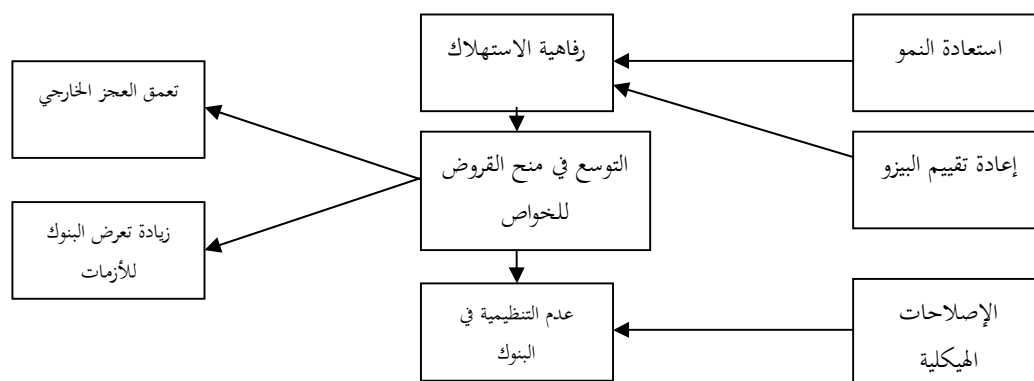 استعادة النمو
رفاهية الاستهلاك
تعمق العجز الخارجي
إعادة تقييم البيزو
التوسع في منح القروض
للخواص
زيادة تعرض البنوك
للأزمات
الإصلاحات
الهيكلية
عدم التنظيمية في
البنوك